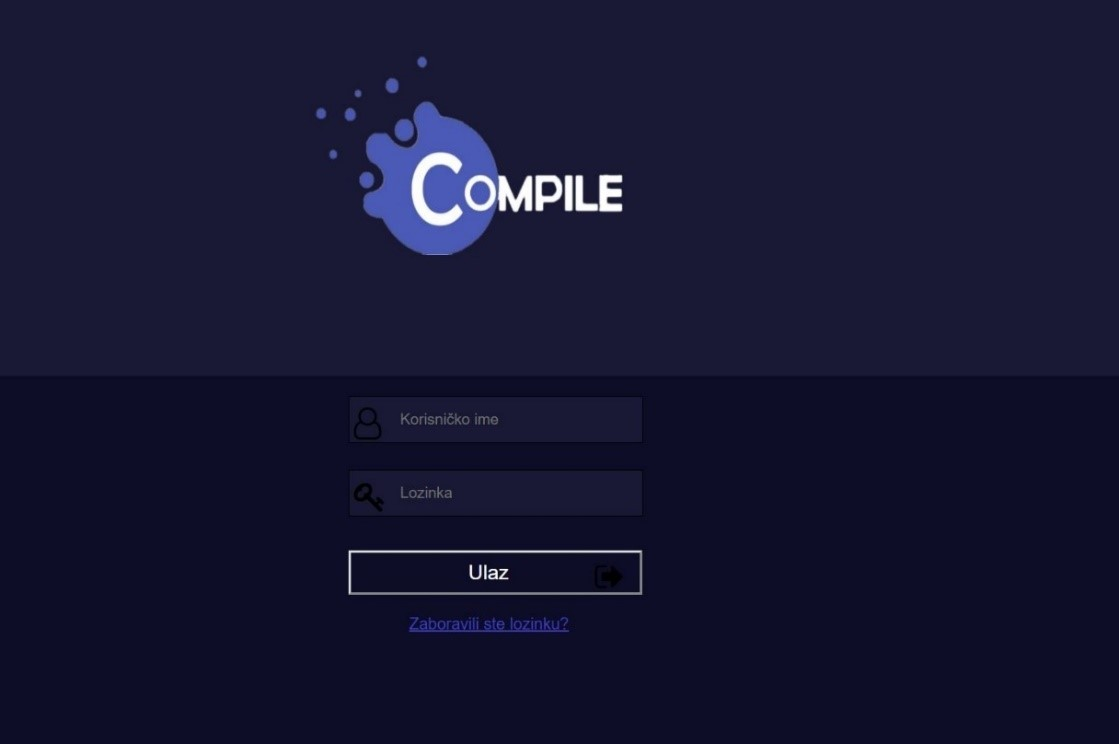 COMPILE
Korisničko ime
Lozinka
Ulaz
Zaboravili ste lozinku?